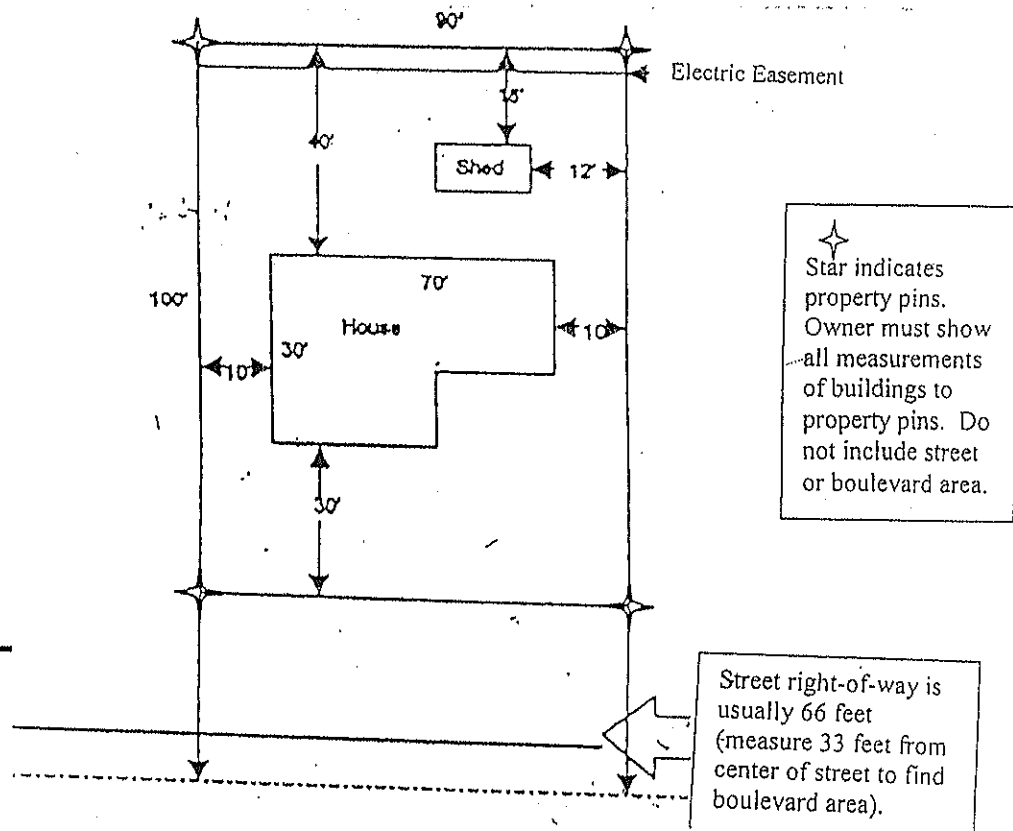 90'
Electric Easement
15'
40'
Shed
12'
Star indicates
property pins.
Owner must show
all measurements
of buildings to
property pins. Do
not include street
or boulevard area.
70'
100'
House
10'
30'
10'
30'
Street right-of-way is
usually 66 feet
(measure 33 feet from
center of street to find
boulevard area).